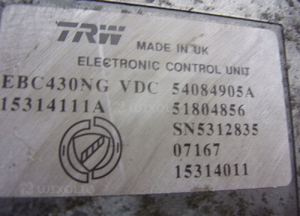 TRW
MADE IN UK
ELECTRONIC CONTROL UNIT
EBC430NG VDC 54084905A
15314111A 51804856
SN5312835
07167
15314011